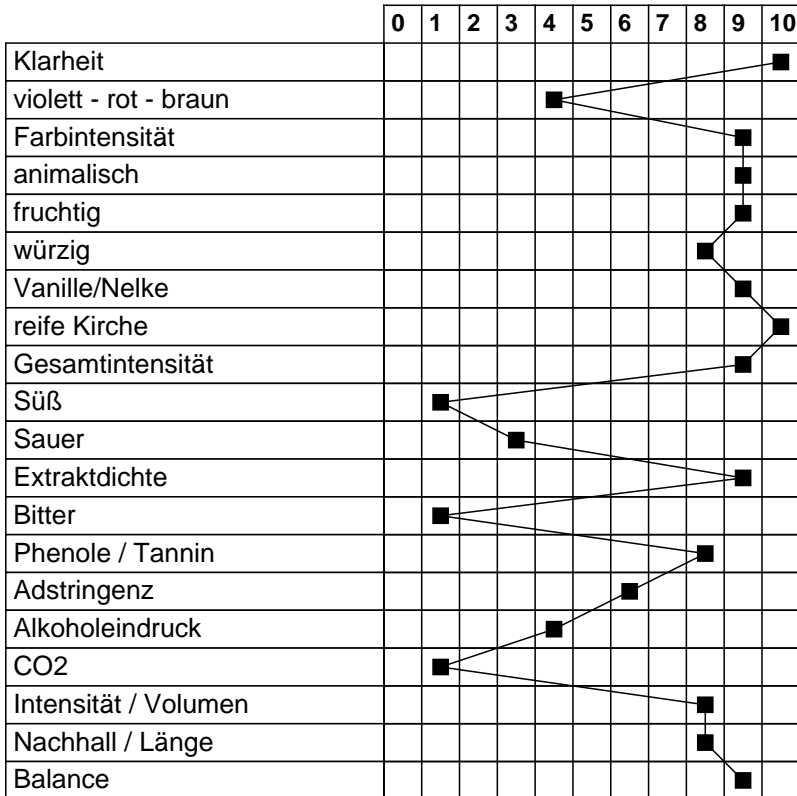 0 1 2 3 4 5 6 7 8 9 10
Klarheit
violett - rot - braun
Farbintensität
animalisch
fruchtig
würzig
Vanille/Nelke
reife Kirche
Gesamtintensität
Süß
Sauer
Extraktdichte
Bitter
Phenole / Tannin
Adstringenz
Alkoholeindruck
CO2
Intensität / Volumen
Nachhall / Länge
Balance